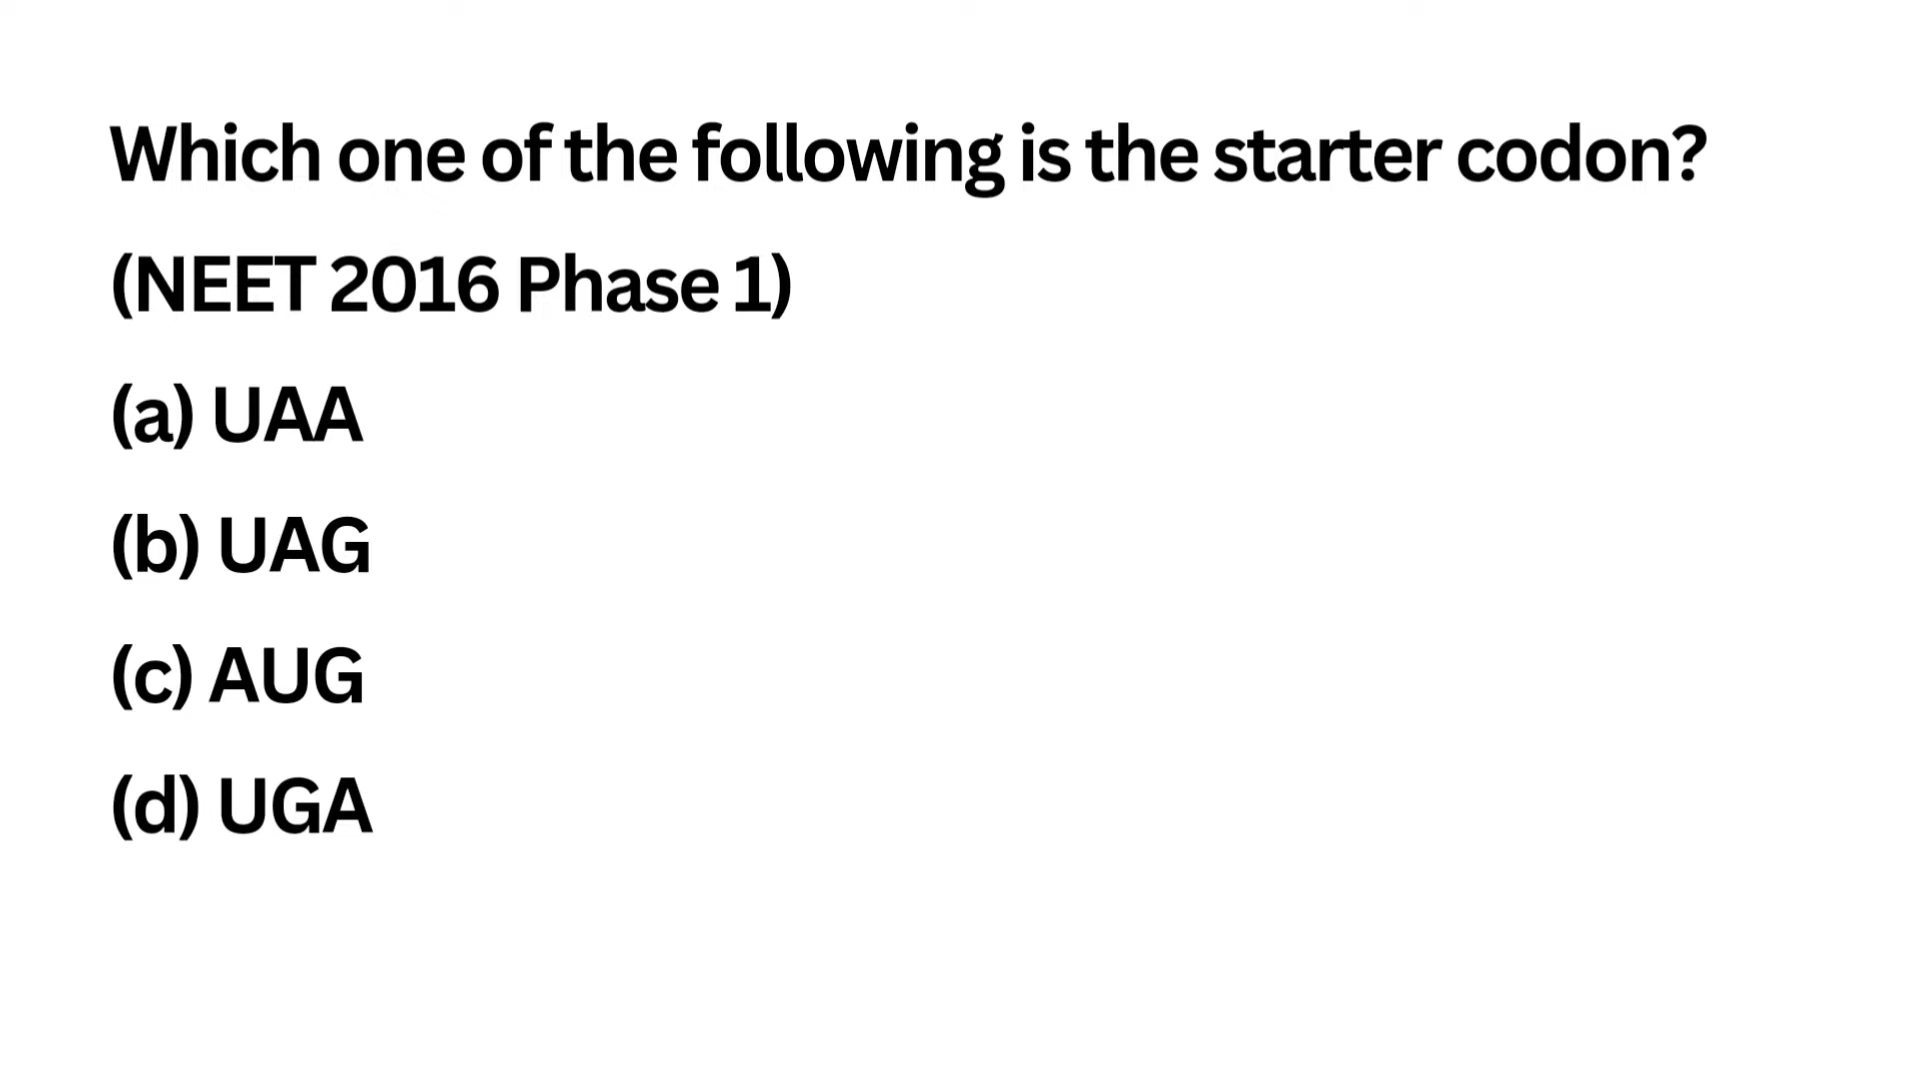 Which one of the following is the starter codon?
(NEET 2016 Phase 1)
(a) UAA
(b) UAG
(c) AUG
(d) UGA